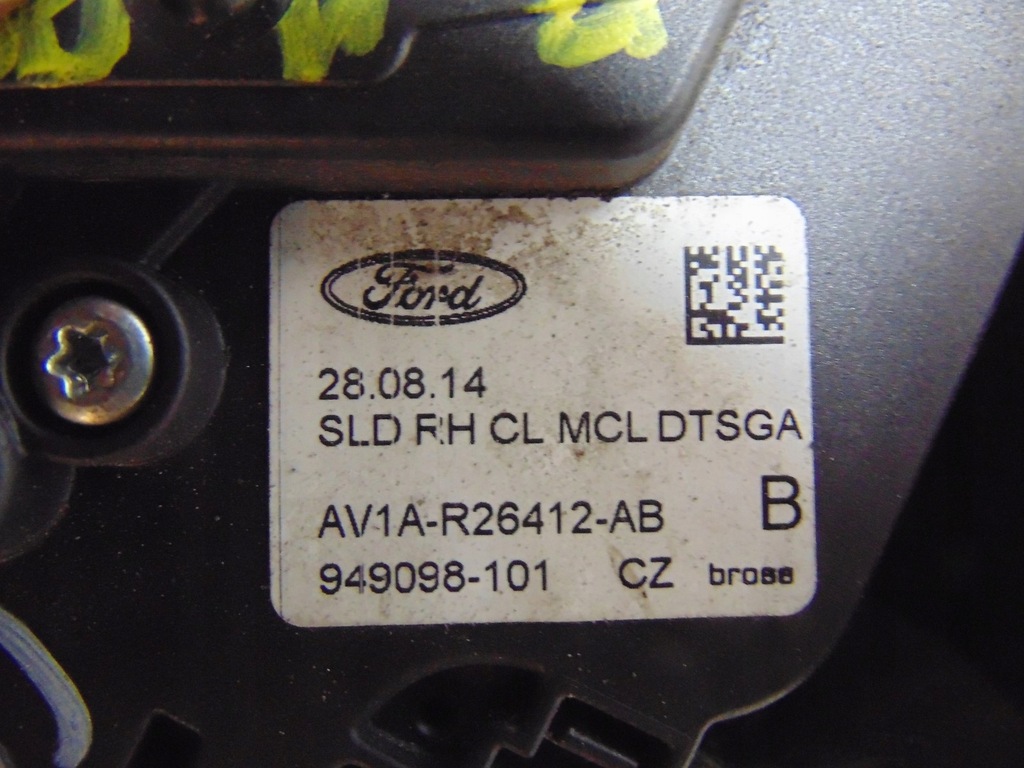 Ford
28.08.14
SLD RH CL MCL DTSGA
AV1A-R26412-AB B
949098-101 CZ brose